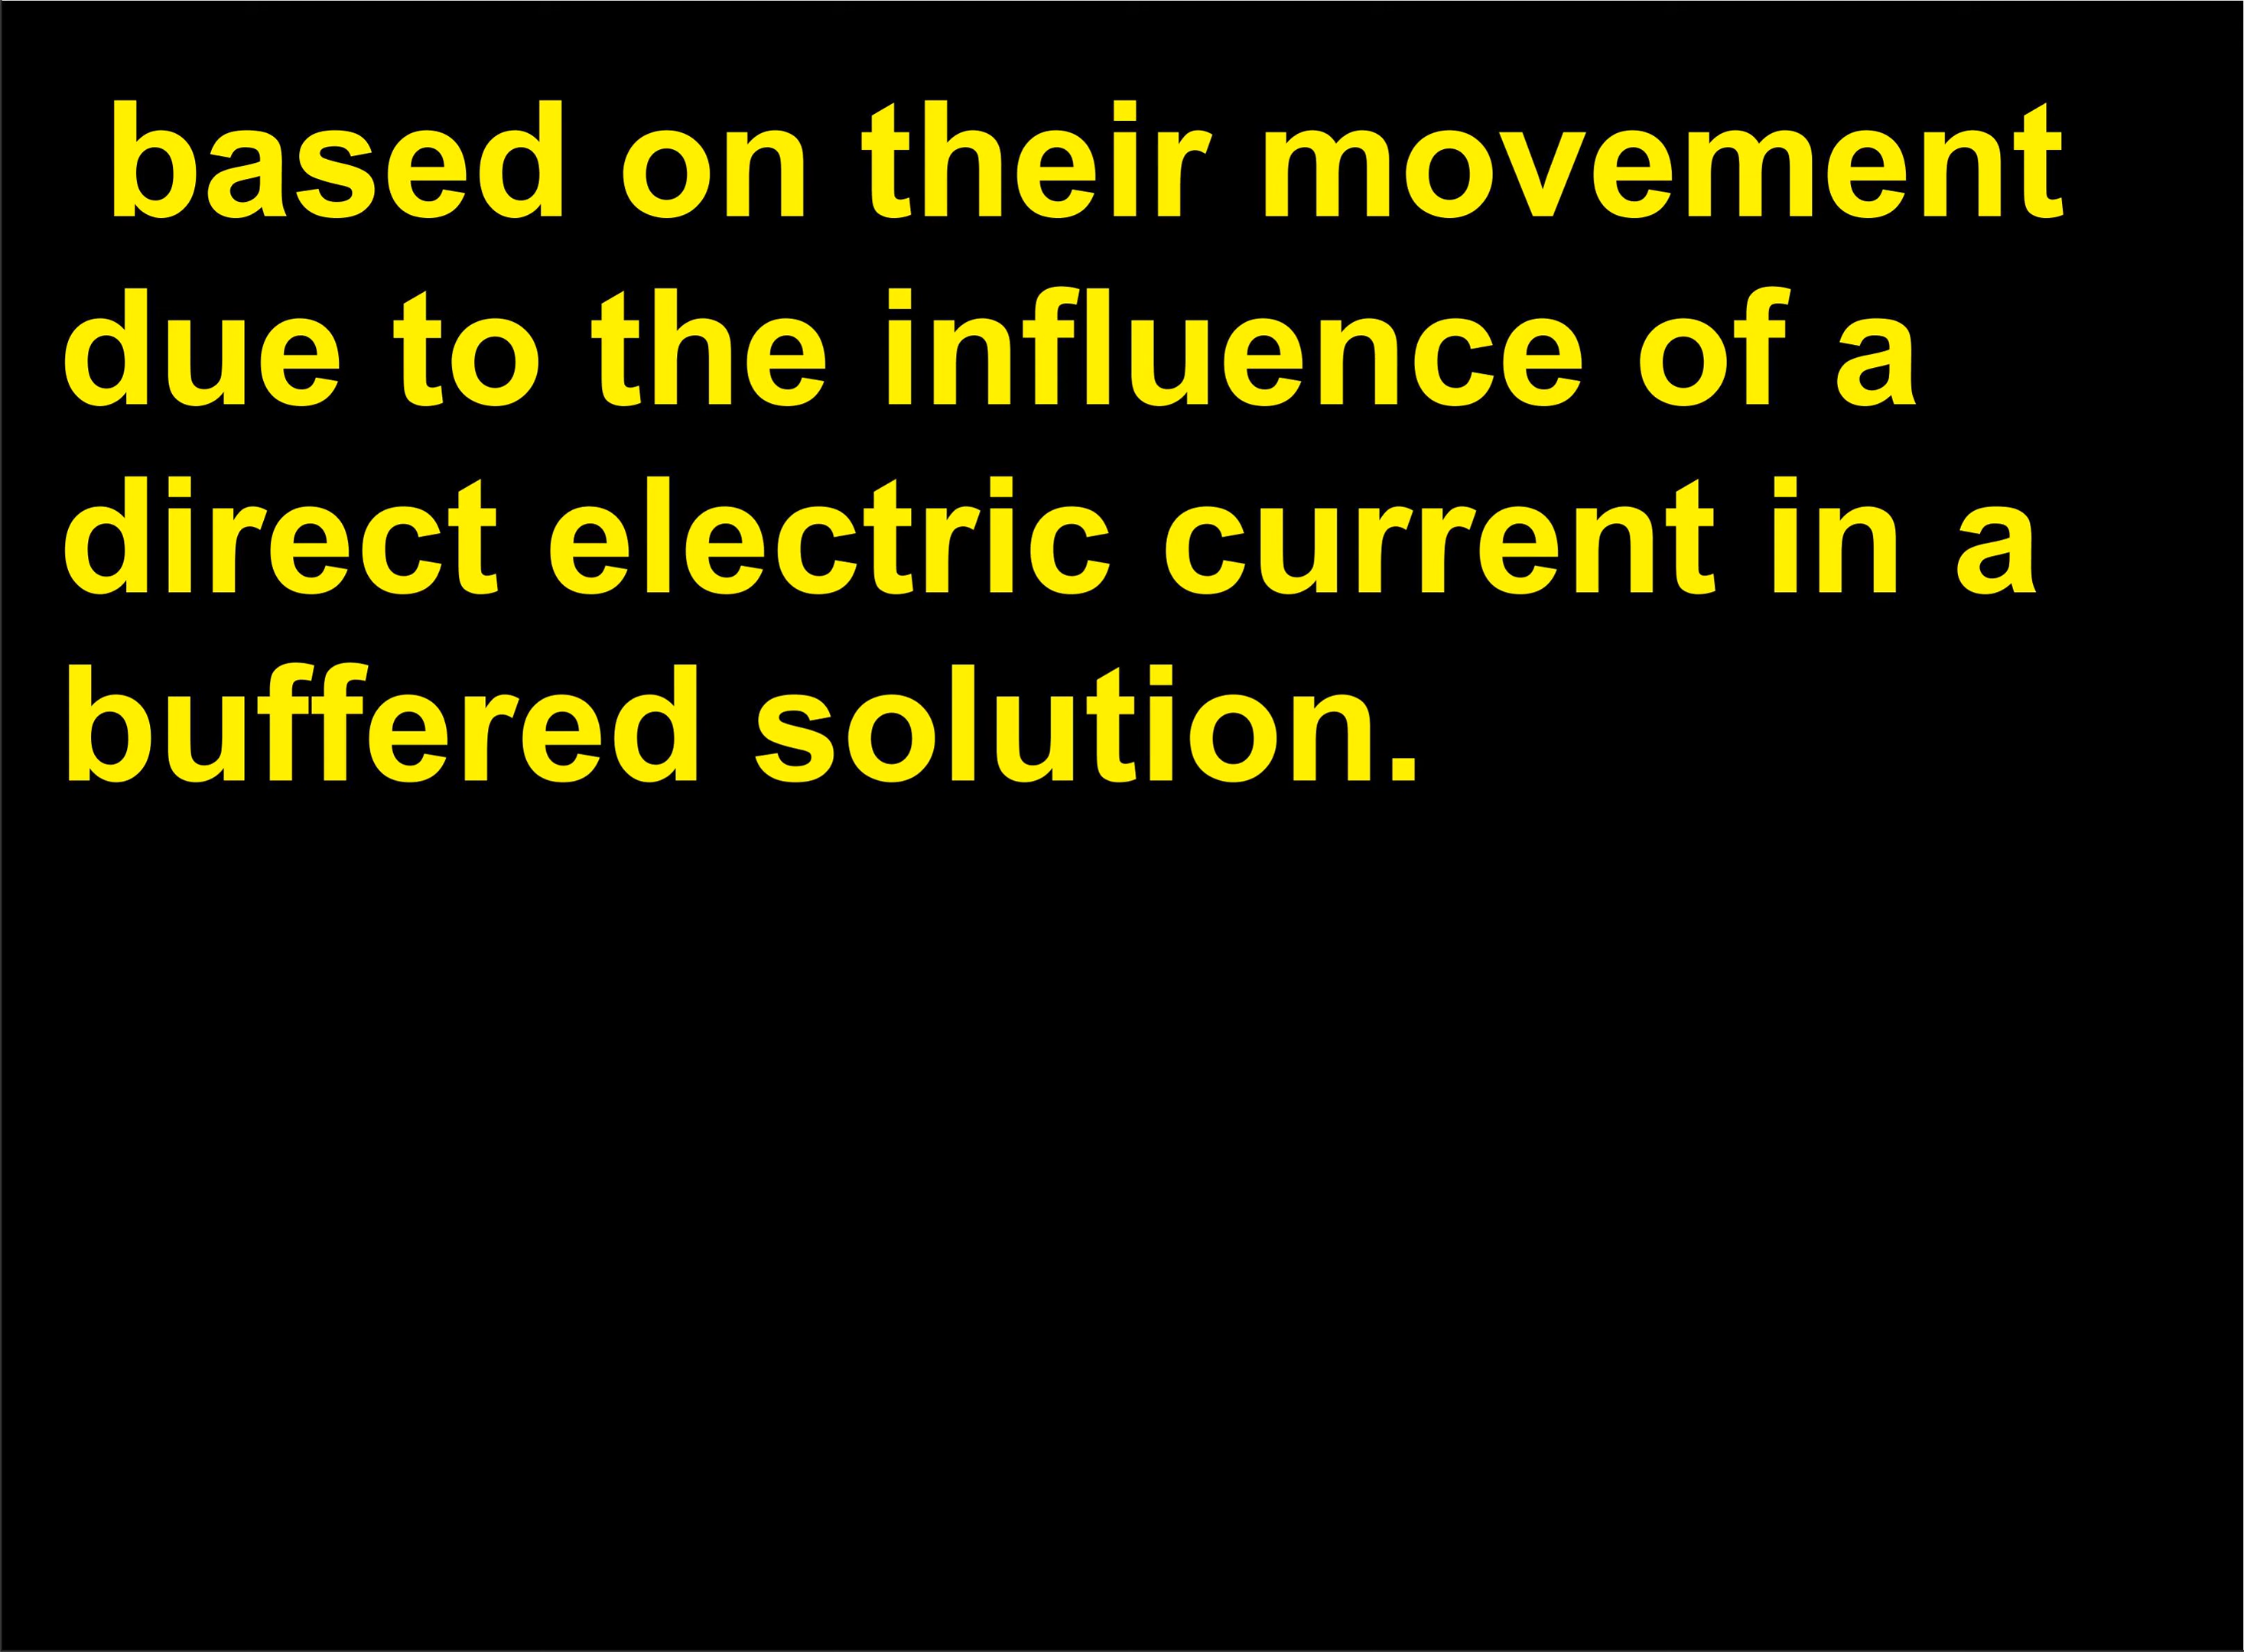 based on their movement
due to the influence of a
direct electric current in a
buffered solution.